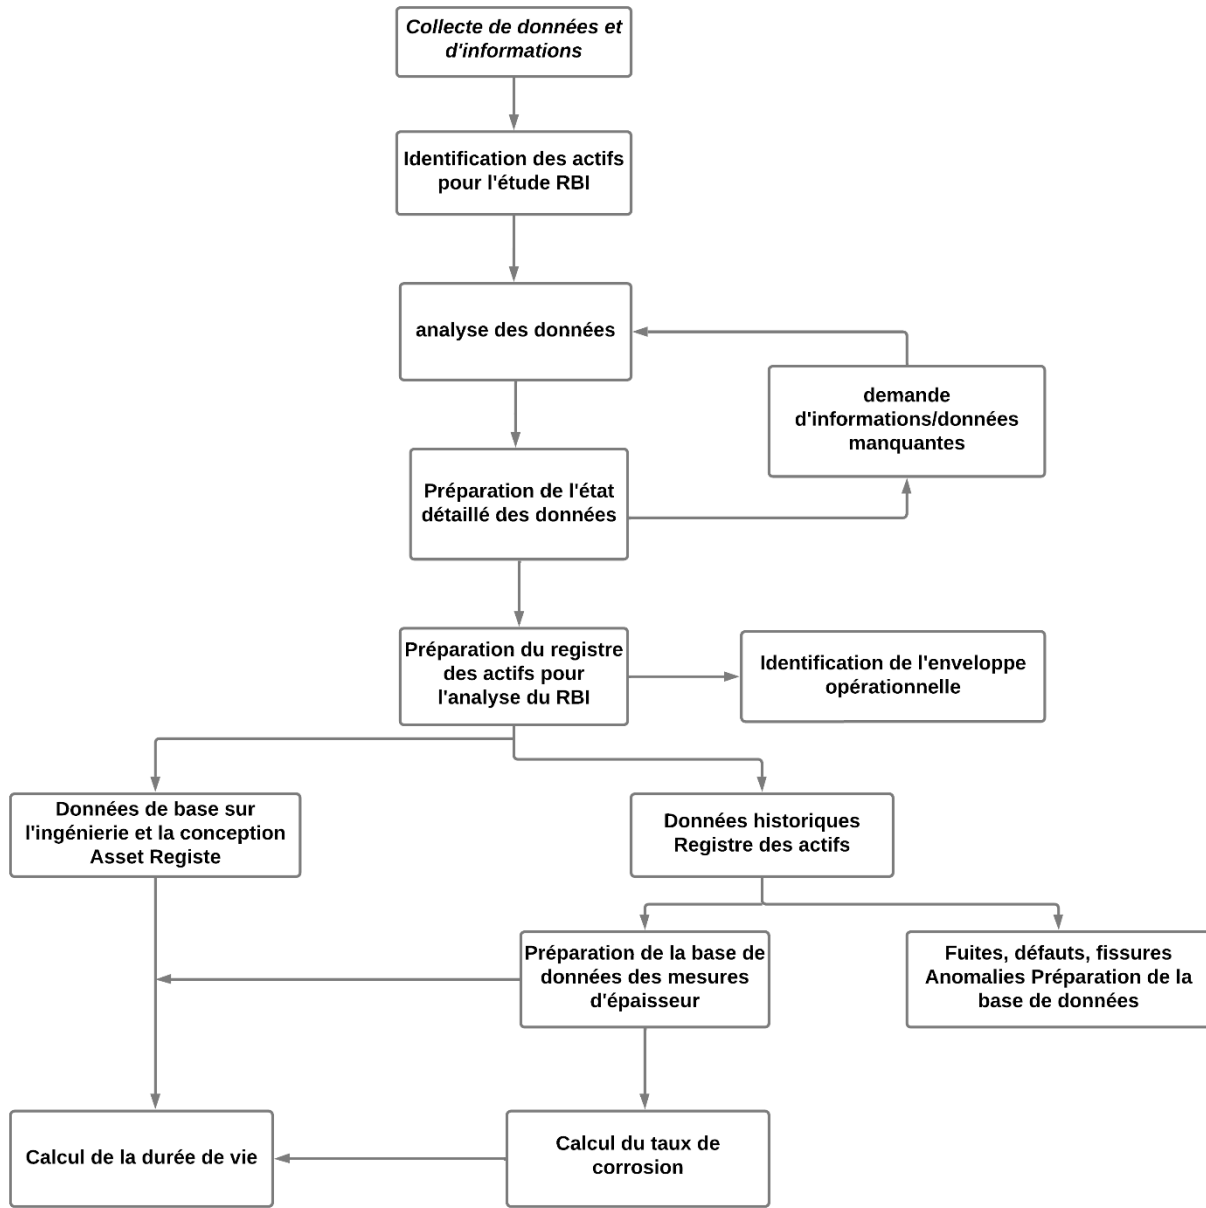 Collecte de données et
d'informations
Identification des actifs
pour l'étude RBI
analyse des données
demande
d'informations/données
manquantes
Préparation de l'état
détaillé des données
Préparation du registre
des actifs pour
l'analyse du RBI
Identification de l'enveloppe
opérationnelle
Données de base sur
l'ingénierie et la conception
Asset Registe
Données historiques
Registre des actifs
Préparation de la base de
données des mesures
d'épaisseur
Fuites, défauts, fissures
Anomalies Préparation de la
base de données
Calcul de la durée de vie
Calcul du taux de
corrosion